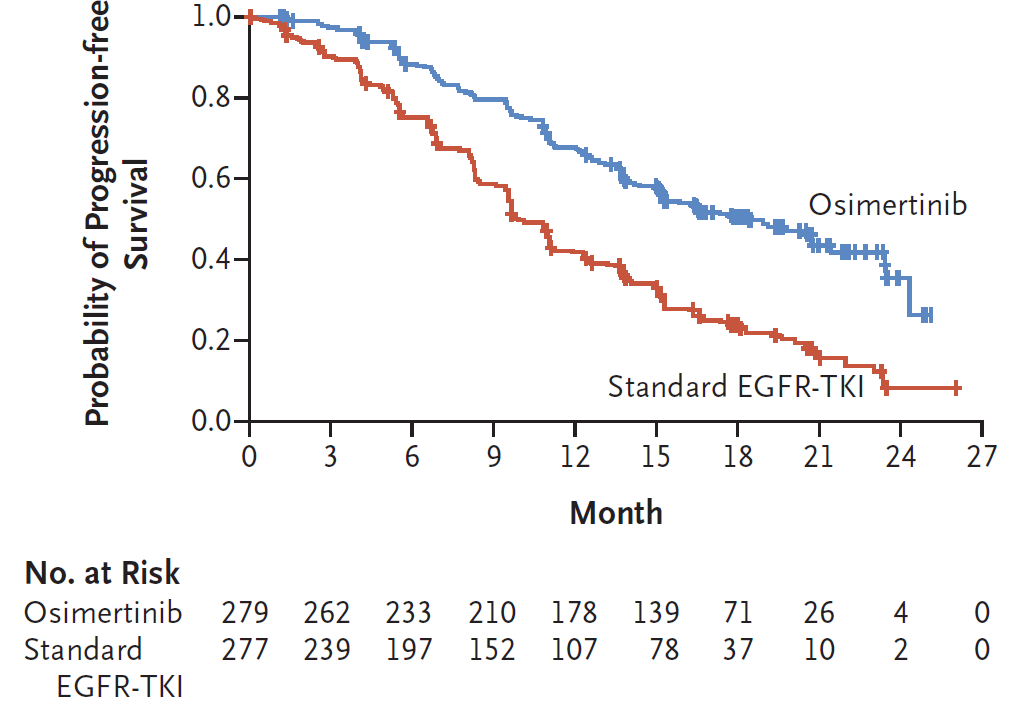 Probability of Progression-free
Survival
1.0
0.8
0.6
0.4
0.2
0.0
Osimertinib
Standard EGFR-TKI
0 3 6 9 12 15 18 21 24 27
Month
No. at Risk
Osimertinib 279 262 233 210 178 139 71 26 4 0
Standard 277 239 197 152 107 78 37 10 2 0
EGFR-TKI